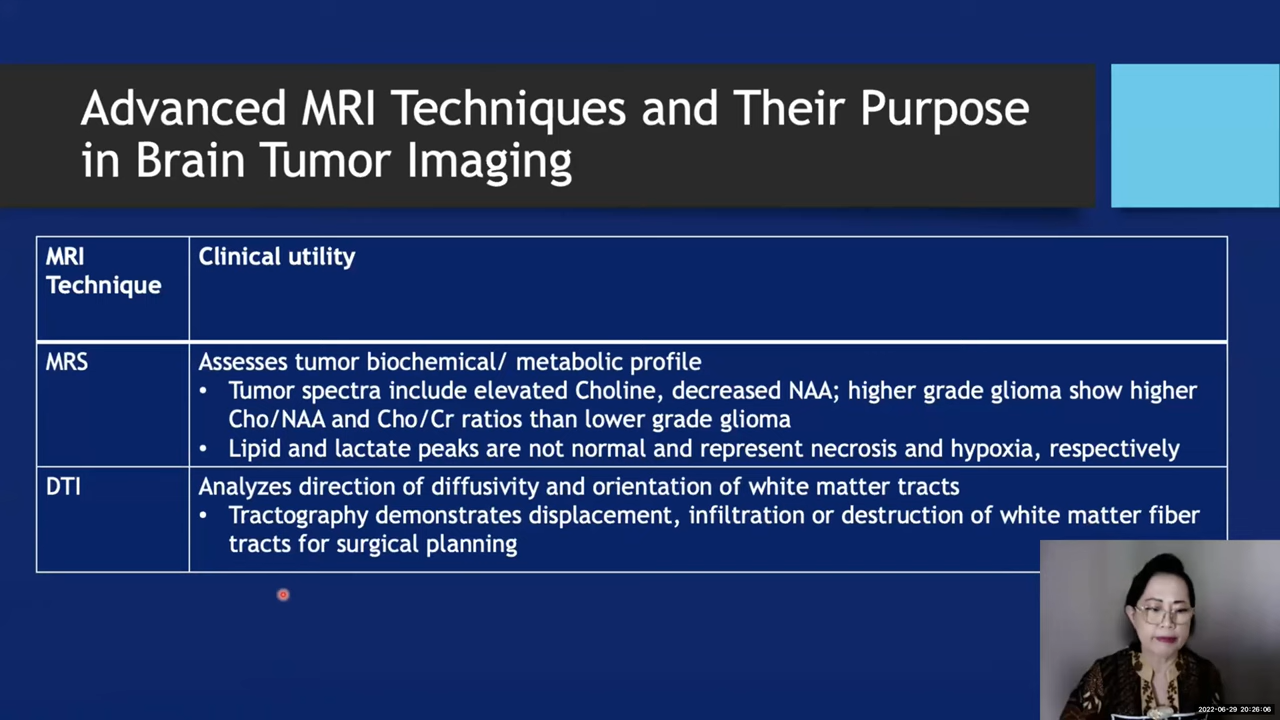 Advanced MRI Techniques and Their Purpose
in Brain Tumor Imaging
MRI
Technique
Clinical utility
MRS
Assesses tumor biochemical/ metabolic profile
• Tumor spectra include elevated Choline, decreased NAA; higher grade glioma show higher
Cho/NAA and Cho/Cr ratios than lower grade glioma
• Lipid and lactate peaks are not normal and represent necrosis and hypoxia, respectively
DTI
Analyzes direction of diffusivity and orientation of white matter tracts
• Tractography demonstrates displacement, infiltration or destruction of white matter fiber
tracts for surgical planning
2022-06-29 20:26:06